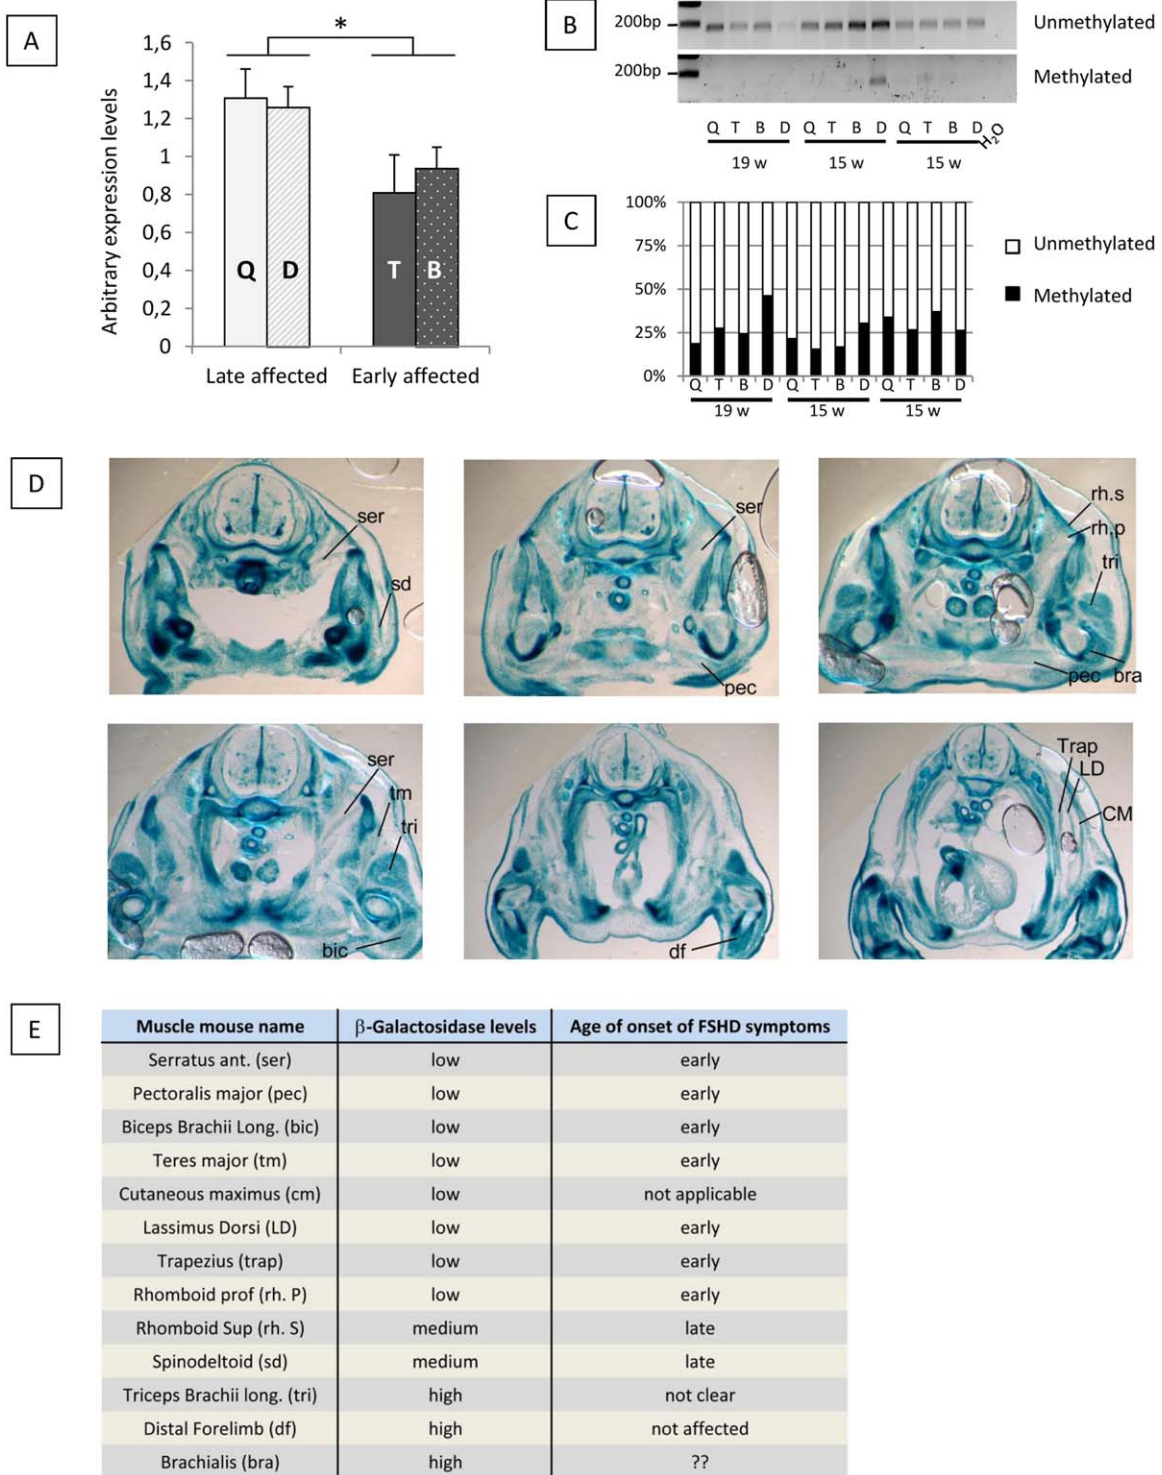 A
*
1,6
1,4
1,2
1
0,8
0,6
0,4
0,2
0
Arbitrary expression levels
Q D T B
Late affected Early affected
B
200bp Unmethylated
200bp Methylated
Q T B D Q T B D Q T B D H2O
19 w 15 w 15 w
C
100%
75%
50%
25%
0%
Unmethylated
Methylated
Q T B D Q T B D Q T B D
19 w 15 w 15 w
D
ser
sd
ser
pec
rh.s
rh.p
tri
pec bra
ser
tm
tri
bic
df
Trap
LD
CM
E
Muscle mouse name β-Galactosidase levels Age of onset of FSHD symptoms
Serratus ant. (ser) low early
Pectoralis major (pec) low early
Biceps Brachii Long. (bic) low early
Teres major (tm) low early
Cutaneous maximus (cm) low not applicable
Lassimus Dorsi (LD) low early
Trapezius (trap) low early
Rhomboid prof (rh. P) low early
Rhomboid Sup (rh. S) medium late
Spinodeltoid (sd) medium late
Triceps Brachii long. (tri) high not clear
Distal Forelimb (df) high not affected
Brachialis (bra) high ??